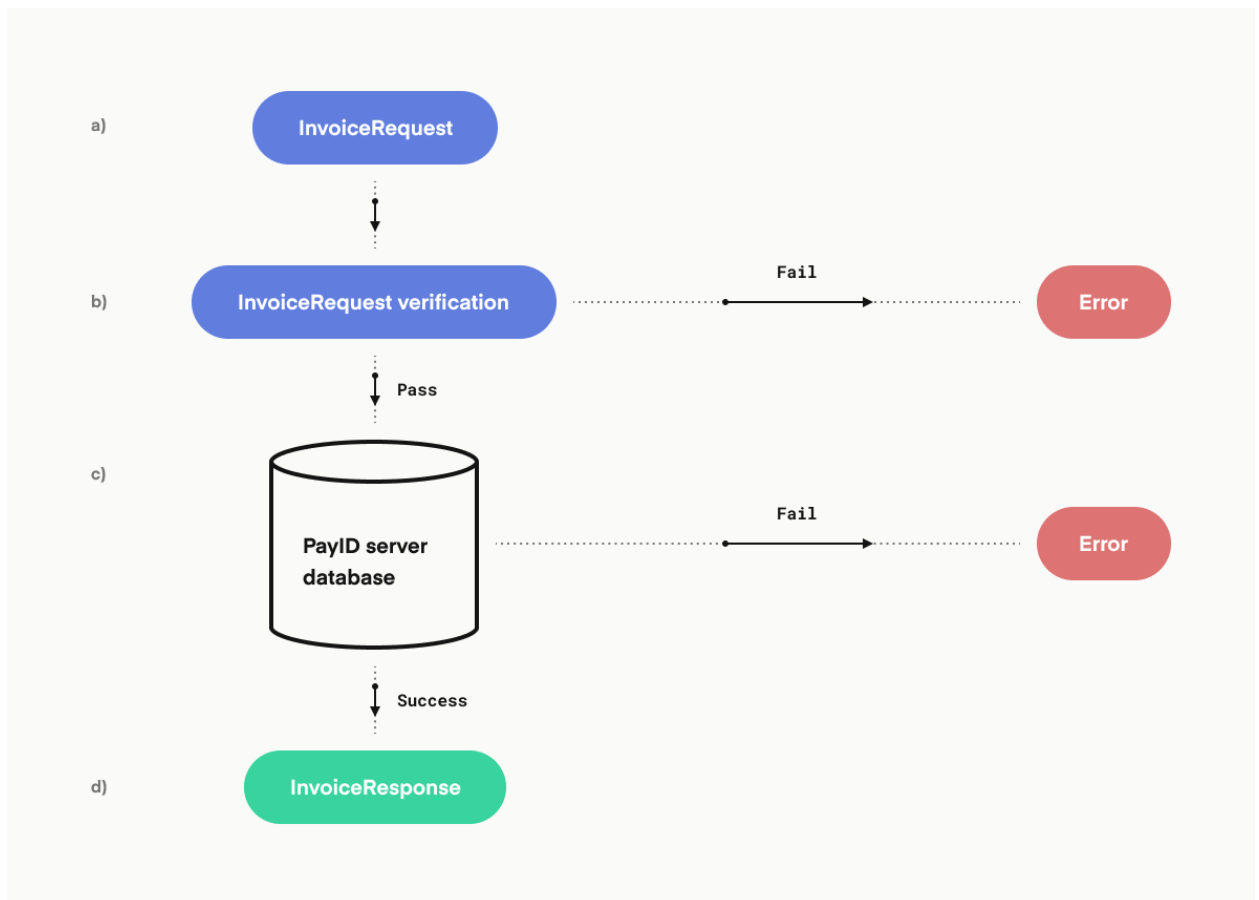 a)
InvoiceRequest
b)
InvoiceRequest verification
Fail
Error
Pass
c)
PayID server
database
Fail
Error
Success
d)
InvoiceResponse